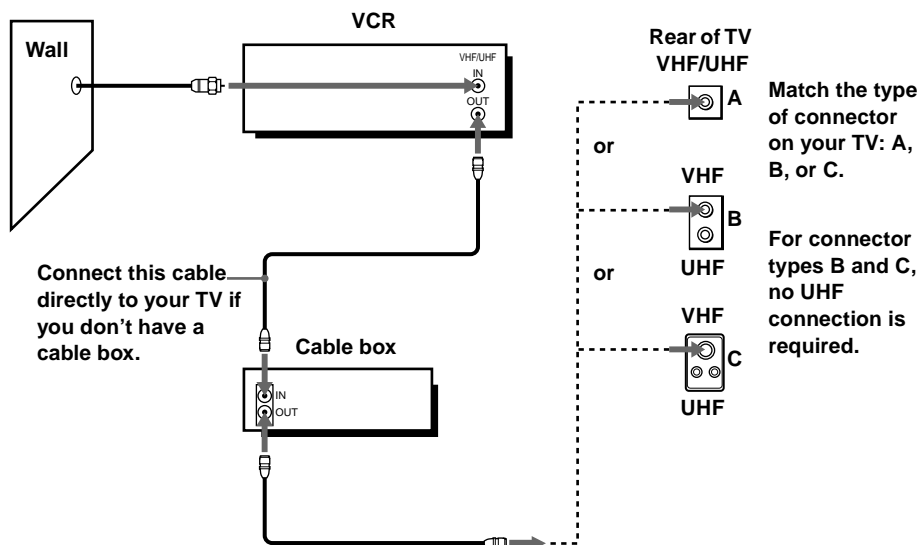 VCR
Wall
VHF/UHF
IN
OUT
Rear of TV
VHF/UHF
A
Match the type
of connector
on your TV: A,
B, or C.
or
VHF
B
UHF
For connector
types B and C,
no UHF
connection is
required.
or
VHF
C
UHF
Connect this cable
directly to your TV if
you don't have a
cable box.
Cable box
IN
OUT